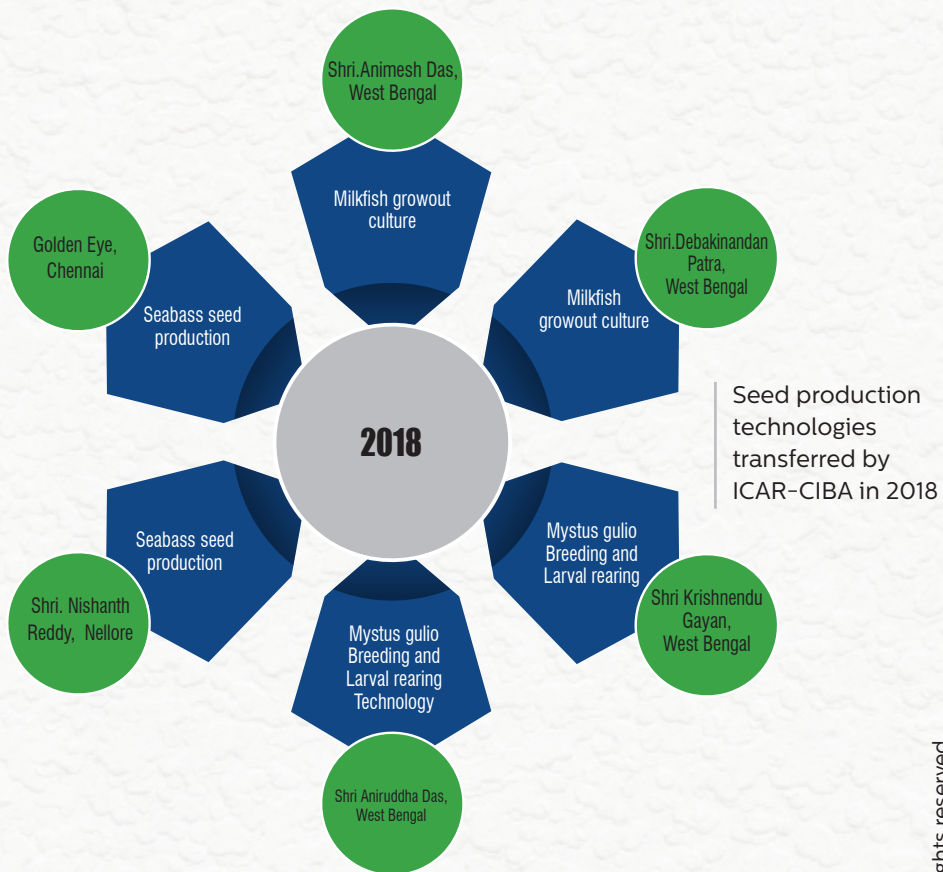 Shri.Animesh Das,
West Bengal
Milkfish growout
culture
Golden Eye,
Chennai
Seabass seed
production
Shri.Debakinandan
Patra,
West Bengal
Milkfish
growout culture
2018
Seed production
technologies
transferred by
ICAR-CIBA in 2018
Seabass seed
production
Shri. Nishanth
Reddy, Nellore
Mystus gulio
Breeding and
Larval rearing
Shri Krishnendu
Gayan,
West Bengal
Mystus gulio
Breeding and
Larval rearing
Technology
Shri Aniruddha Das,
West Bengal
reserved